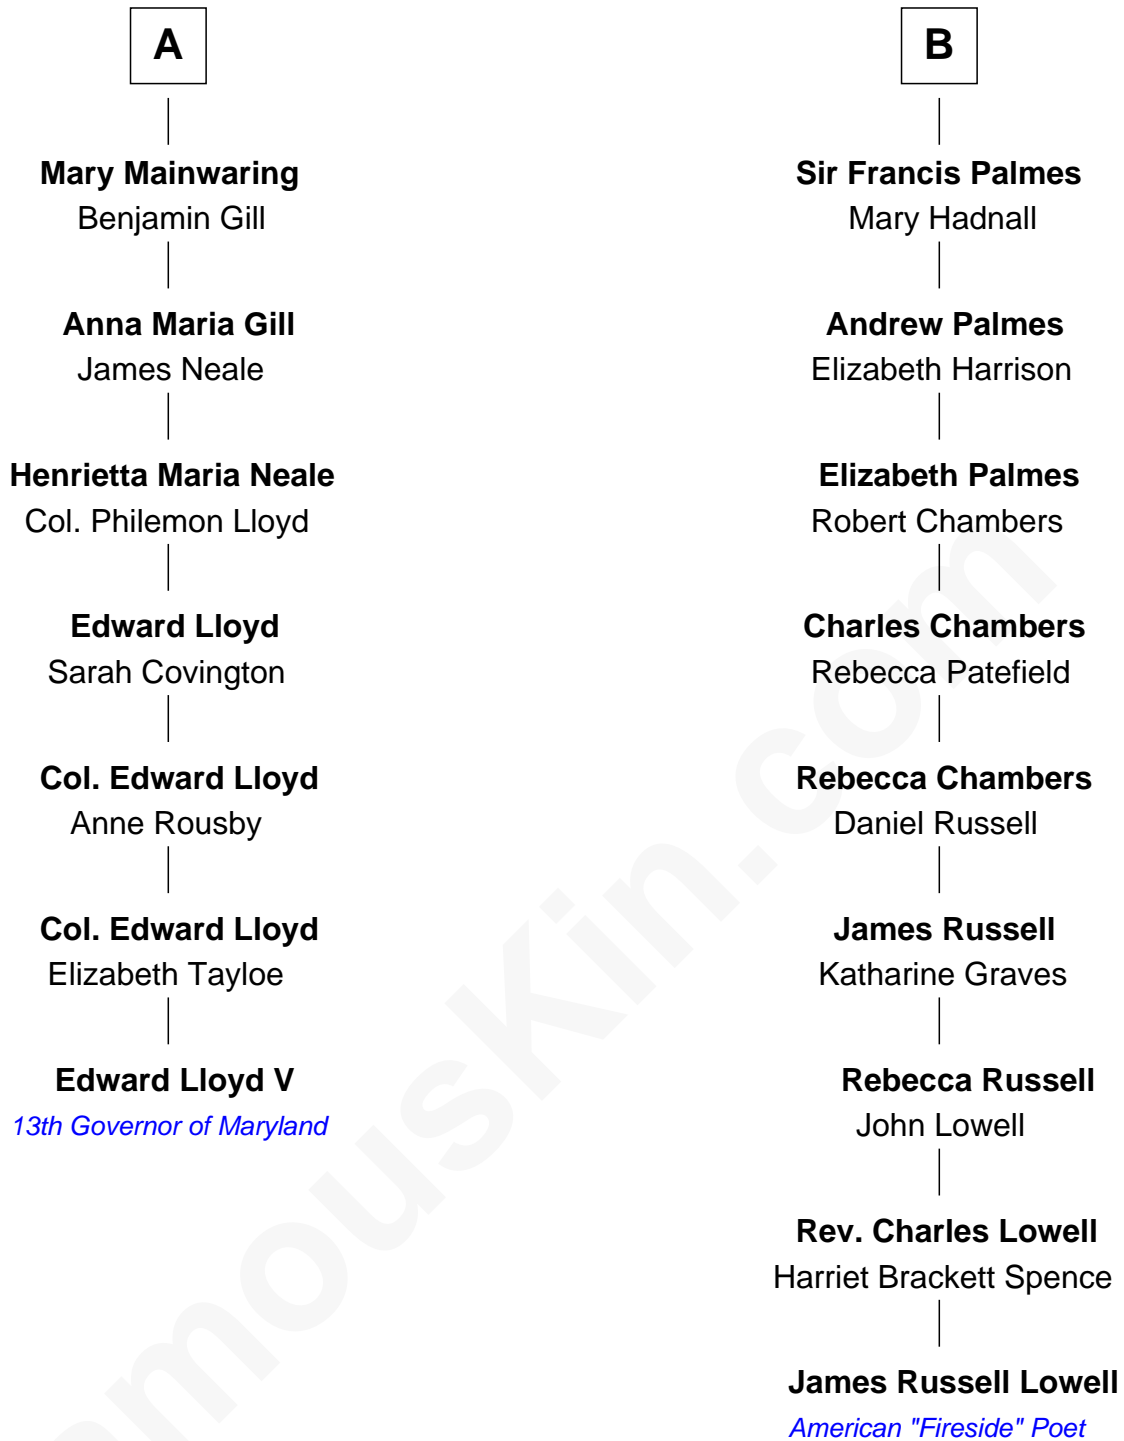 A
Mary Mainwaring
Benjamin Gill
Anna Maria Gill
James Neale
Henrietta Maria Neale
Col. Philemon Lloyd
Edward Lloyd
Sarah Covington
Col. Edward Lloyd
Anne Rousby
Col. Edward Lloyd
Elizabeth Tayloe
Edward Lloyd V
13th Governor of Maryland
B
Sir Francis Palmes
Mary Hadnall
Andrew Palmes
Elizabeth Harrison
Elizabeth Palmes
Robert Chambers
Charles Chambers
Rebecca Patefield
Rebecca Chambers
Daniel Russell
James Russell
Katharine Graves
Rebecca Russell
John Lowell
Rev. Charles Lowell
Harriet Brackett Spence
James Russell Lowell
American "Fireside" Poet
amousKin.com